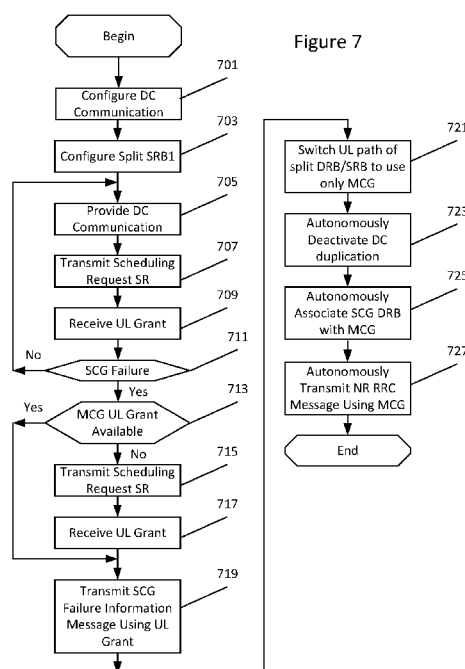 Figure 7
Begin
701
Configure DC
Communication
703
Configure Split SRB1
705
Provide DC
Communication
707
Transmit Scheduling
Request SR
709
Receive UL Grant
711
No
SCG Failure
Yes
713
Yes
MCG UL Grant
Available
No
715
Transmit Scheduling
Request SR
717
Receive UL Grant
719
Transmit SCG
Failure Information
Message Using UL
Grant
721
Switch UL path of
split DRB/SRB to use
only MCG
723
Autonomously
Deactivate DC
duplication
725
Autonomously
Associate SCG DRB
with MCG
727
Autonomously
Transmit NR RRC
Message Using MCG
End